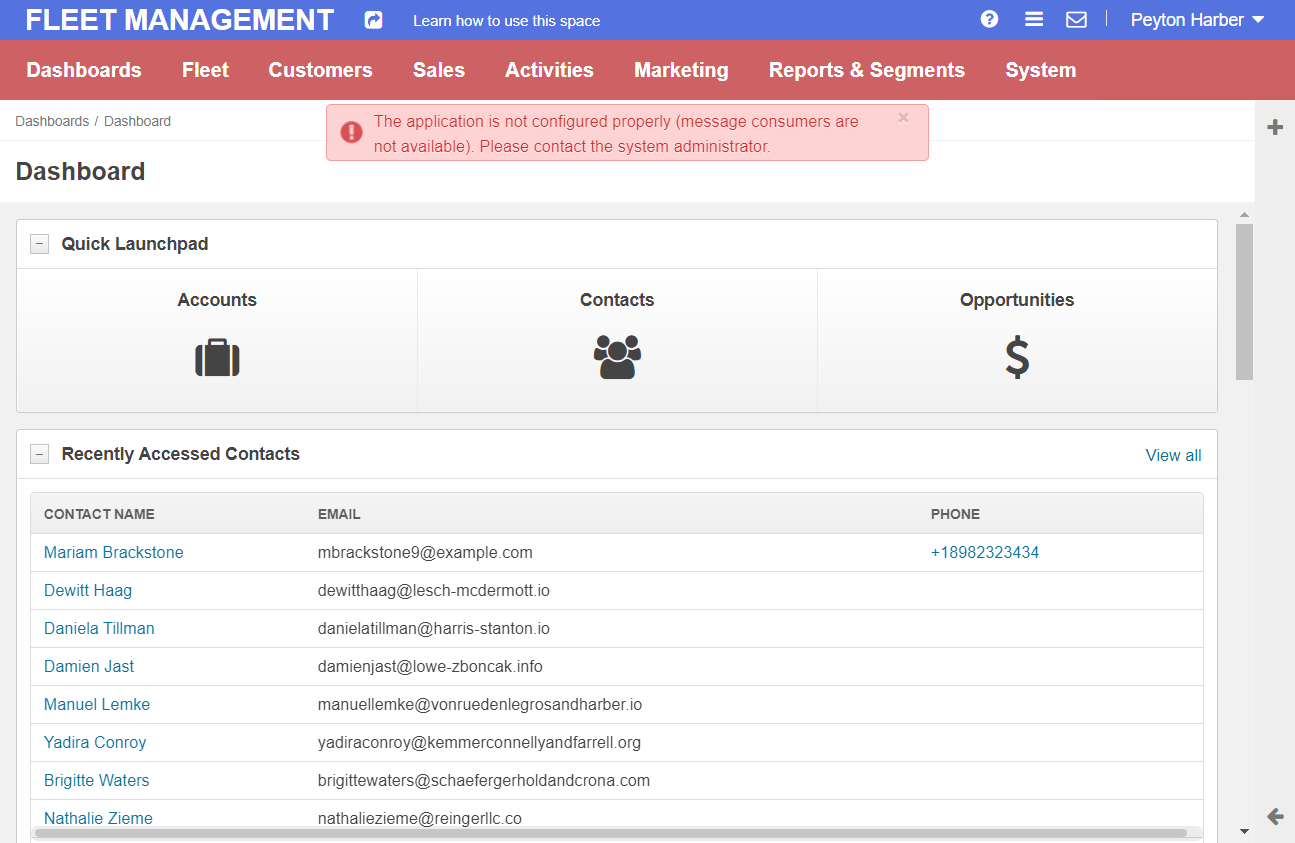 FLEET MANAGEMENT
Learn how to use this space
Peyton Harber
Dashboards Fleet Customers Sales Activities Marketing Reports & Segments System
Dashboards / Dashboard
The application is not configured properly (message consumers are
not available). Please contact the system administrator.
Dashboard
Quick Launchpad
Accounts Contacts Opportunities
Recently Accessed Contacts View all
CONTACT NAME EMAIL PHONE
Mariam Brackstone mbrackstone9@example.com +18982323434
Dewitt Haag dewitthaag@lesch-mcdermott.io
Daniela Tillman danielatillman@harris-stanton.io
Damien Jast damienjast@lowe-zboncak.info
Manuel Lemke manuellemke@vonruedenlegrosandharber.io
Yadira Conroy yadiraconroy@kemmerconnellyandfarrell.org
Brigitte Waters brigittewaters@schaefergerholdandcrona.com
Nathalie Zieme nathaliezieme@reingerllc.co